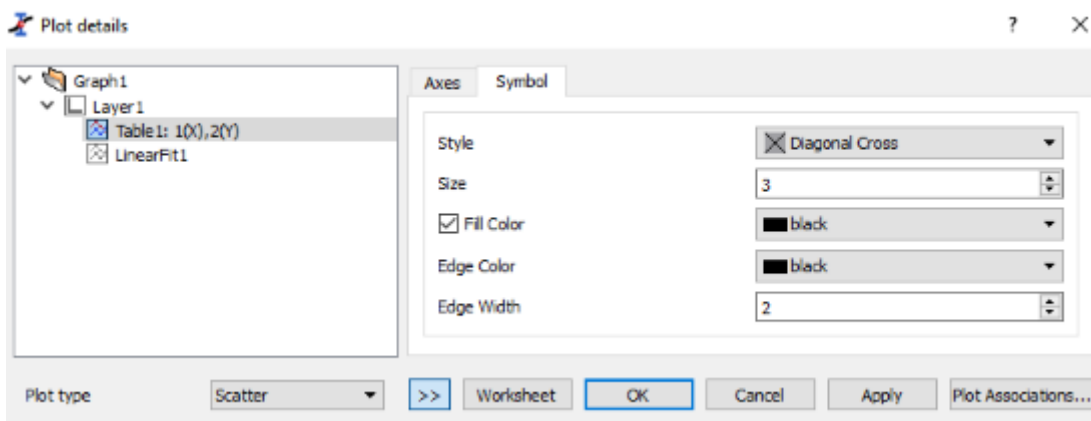 Plot details
?
Graph1
Layer1
Table1: 1(X),2(Y)
LinearFit1
Axes
Symbol
Style
Diagonal Cross
Size
3
Fill Color
black
Edge Color
black
Edge Width
2
Plot type
Scatter
>>
Worksheet
OK
Cancel
Apply
Plot Associations...